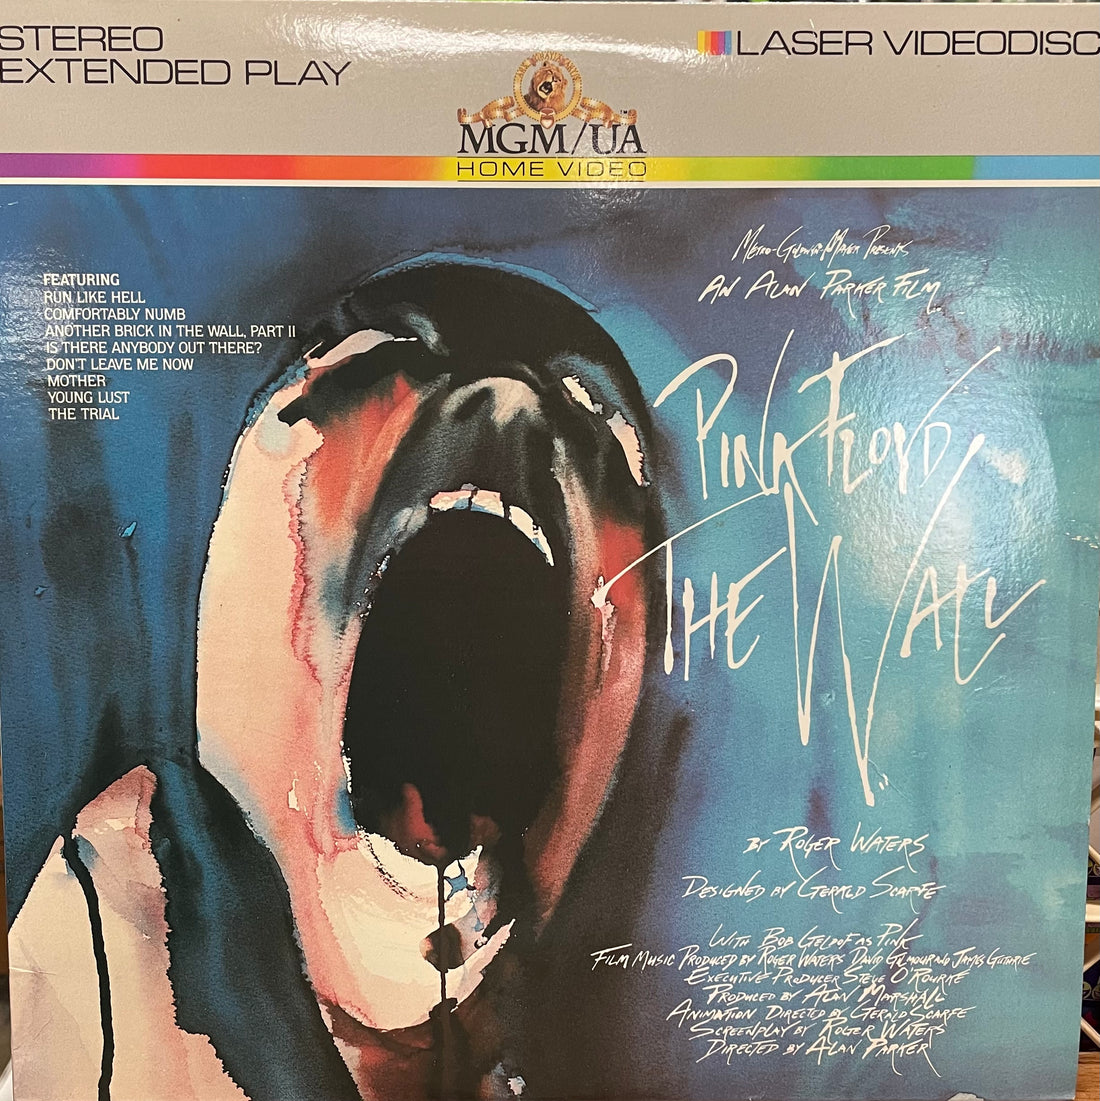 STEREO
EXTENDED PLAY
LASER VIDEODISC
MGM/UA
HOME VIDEO
FEATURING
RUN LIKE HELL
COMFORTABLY NUMB
ANOTHER BRICK IN THE WALL, PART II
IS THERE ANYBODY OUT THERE?
DON'T LEAVE ME NOW
MOTHER
YOUNG LUST
THE TRIAL
METRO-GOLDWYN-MAYER PRESENTS
AN ALAN PARKER FILM
PINK FLOYD
THE WALL
BY ROGER WATERS
DESIGNED BY GERALD SCARFE
WITH BOB GELDOF AS PINK
FILM MUSIC PRODUCED BY ROGER WATERS DAVID GILMOUR AND JAMES GUTHRIE
EXECUTIVE PRODUCER STEVE O'ROURKE
PRODUCED BY ALAN MARSHALL
ANIMATION DIRECTED BY GERALD SCARFE
SCREENPLAY BY ROGER WATERS
DIRECTED BY ALAN PARKER